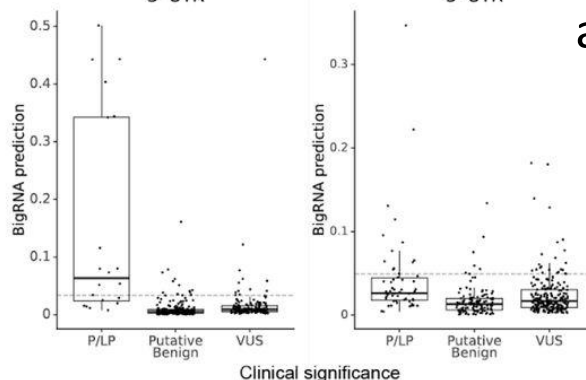 0.5
0.4
0.3
0.2
0.1
0
BigRNA prediction
P/LP
Putative
Benign
VUS
0.3
0.2
0.1
0
BigRNA prediction
P/LP
Putative
Benign
VUS
Clinical significance
a